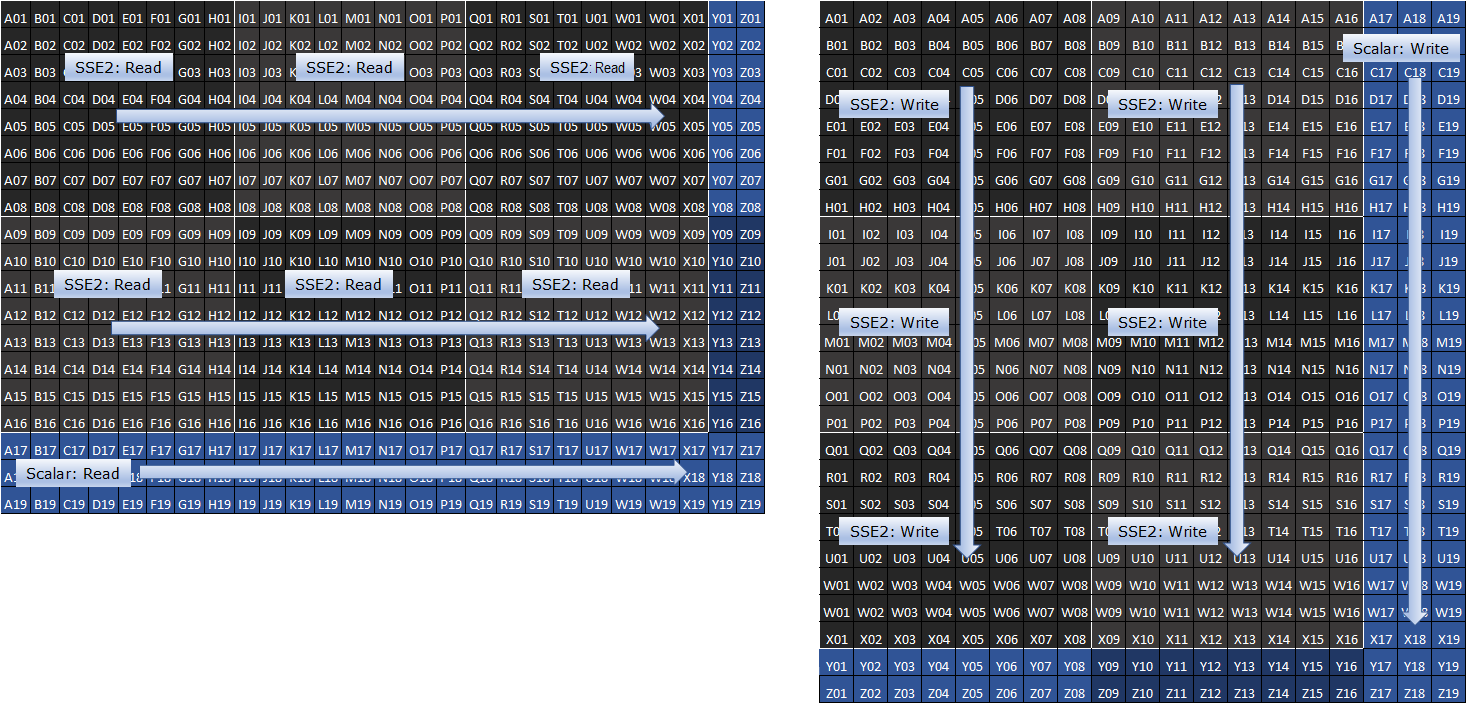 A01 B01 C01 D01 E01 F01 G01 H01 I01 J01 K01 L01 M01 N01 O01 P01 Q01 R01 S01 T01 U01 W01 W01 X01 Y01 Z01
A02 B02 C02 D02 E02 F02 G02 H02 I02 J02 K02 L02 M02 N02 O02 P02 Q02 R02 S02 T02 U02 W02 W02 X02 Y02 Z02
SSE2: Read SSE2: Read SSE2: Read
A03 B03 G03 H03 I03 J03 O03 P03 Q03 R03 S03 W03 X03 Y03 Z03
A04 B04 C04 D04 E04 F04 G04 H04 I04 J04 K04 L04 M04 N04 O04 P04 Q04 R04 S04 T04 U04 W04 W04 X04 Y04 Z04
A05 B05 C05 D05 E05 F05 G05 H05 I05 J05 K05 L05 M05 N05 O05 P05 Q05 R05 S05 T05 U05 W05 W05 X05 Y05 Z05
A06 B06 C06 D06 E06 F06 G06 H06 I06 J06 K06 L06 M06 N06 O06 P06 Q06 R06 S06 T06 U06 W06 W06 X06 Y06 Z06
A07 B07 C07 D07 E07 F07 G07 H07 I07 J07 K07 L07 M07 N07 O07 P07 Q07 R07 S07 T07 U07 W07 W07 X07 Y07 Z07
A08 B08 C08 D08 E08 F08 G08 H08 I08 J08 K08 L08 M08 N08 O08 P08 Q08 R08 S08 T08 U08 W08 W08 X08 Y08 Z08
A09 B09 C09 D09 E09 F09 G09 H09 I09 J09 K09 L09 M09 N09 O09 P09 Q09 R09 S09 T09 U09 W09 W09 X09 Y09 Z09
A10 B10 C10 D10 E10 F10 G10 H10 I10 J10 K10 L10 M10 N10 O10 P10 Q10 R10 S10 T10 U10 W10 W10 X10 Y10 Z10
SSE2: Read SSE2: Read SSE2: Read
A11 B11 G11 H11 I11 J11 O11 P11 Q11 R11 W11 X11 Y11 Z11
A12 B12 C12 D12 E12 F12 G12 H12 I12 J12 K12 L12 M12 N12 O12 P12 Q12 R12 S12 T12 U12 W12 W12 X12 Y12 Z12
A13 B13 C13 D13 E13 F13 G13 H13 I13 J13 K13 L13 M13 N13 O13 P13 Q13 R13 S13 T13 U13 W13 W13 X13 Y13 Z13
A14 B14 C14 D14 E14 F14 G14 H14 I14 J14 K14 L14 M14 N14 O14 P14 Q14 R14 S14 T14 U14 W14 W14 X14 Y14 Z14
A15 B15 C15 D15 E15 F15 G15 H15 I15 J15 K15 L15 M15 N15 O15 P15 Q15 R15 S15 T15 U15 W15 W15 X15 Y15 Z15
A16 B16 C16 D16 E16 F16 G16 H16 I16 J16 K16 L16 M16 N16 O16 P16 Q16 R16 S16 T16 U16 W16 W16 X16 Y16 Z16
A17 B17 C17 D17 E17 F17 G17 H17 I17 J17 K17 L17 M17 N17 O17 P17 Q17 R17 S17 T17 U17 W17 W17 X17 Y17 Z17
Scalar: Read
F18 G18 H18 I18 J18 K18 L18 M18 N18 O18 P18 Q18 R18 S18 T18 U18 W18 W18 X18 Y18 Z18
A19 B19 C19 D19 E19 F19 G19 H19 I19 J19 K19 L19 M19 N19 O19 P19 Q19 R19 S19 T19 U19 W19 W19 X19 Y19 Z19
A01 A02 A03 A04 A05 A06 A07 A08 A09 A10 A11 A12 A13 A14 A15 A16 A17 A18 A19
B01 B02 B03 B04 B05 B06 B07 B08 B09 B10 B11 B12 B13 B14 B15
Scalar: Write
C01 C02 C03 C04 C05 C06 C07 C08 C09 C10 C11 C12 C13 C14 C15 C16 C17 C18 C19
SSE2: Write SSE2: Write
D06 D07 D08 D14 D15 D16 D17 D19
E01 E02 E03 E04 E06 E07 E08 E09 E10 E11 E12 E14 E15 E16 E17 E19
F01 F02 F03 F04 F06 F07 F08 F09 F10 F11 F12 F14 F15 F16 F17 F19
G01 G02 G03 G04 G06 G07 G08 G09 G10 G11 G12 G14 G15 G16 G17 G19
H01 H02 H03 H04 H06 H07 H08 H09 H10 H11 H12 H14 H15 H16 H17 H19
I01 I02 I03 I04 I06 I07 I08 I09 I10 I11 I12 I14 I15 I16 I17 I19
J01 J02 J03 J04 J06 J07 J08 J09 J10 J11 J12 J14 J15 J16 J17 J19
K01 K02 K03 K04 K06 K07 K08 K09 K10 K11 K12 K14 K15 K16 K17 K19
SSE2: Write SSE2: Write
L06 L07 L08 L14 L15 L16 L17 L19
M01 M02 M03 M04 M06 M07 M08 M09 M10 M11 M12 M14 M15 M16 M17 M19
N01 N02 N03 N04 N06 N07 N08 N09 N10 N11 N12 N14 N15 N16 N17 N19
O01 O02 O03 O04 O06 O07 O08 O09 O10 O11 O12 O14 O15 O16 O17 O19
P01 P02 P03 P04 P06 P07 P08 P09 P10 P11 P12 P14 P15 P16 P17 P19
Q01 Q02 Q03 Q04 Q06 Q07 Q08 Q09 Q10 Q11 Q12 Q14 Q15 Q16 Q17 Q19
R01 R02 R03 R04 R06 R07 R08 R09 R10 R11 R12 R14 R15 R16 R17 R19
S01 S02 S03 S04 S06 S07 S08 S09 S10 S11 S12 S14 S15 S16 S17 S19
SSE2: Write SSE2: Write
T06 T07 T08 T14 T15 T16 T17 T19
U01 U02 U03 U04 U05 U06 U07 U08 U09 U10 U11 U12 U13 U14 U15 U16 U17 U19
W01 W02 W03 W04 W05 W06 W07 W08 W09 W10 W11 W12 W13 W14 W15 W16 W17 W19
W01 W02 W03 W04 W05 W06 W07 W08 W09 W10 W11 W12 W13 W14 W15 W16 W17 W19
X01 X02 X03 X04 X05 X06 X07 X08 X09 X10 X11 X12 X13 X14 X15 X16 X17 X18 X19
Y01 Y02 Y03 Y04 Y05 Y06 Y07 Y08 Y09 Y10 Y11 Y12 Y13 Y14 Y15 Y16 Y17 Y18 Y19
Z01 Z02 Z03 Z04 Z05 Z06 Z07 Z08 Z09 Z10 Z11 Z12 Z13 Z14 Z15 Z16 Z17 Z18 Z19